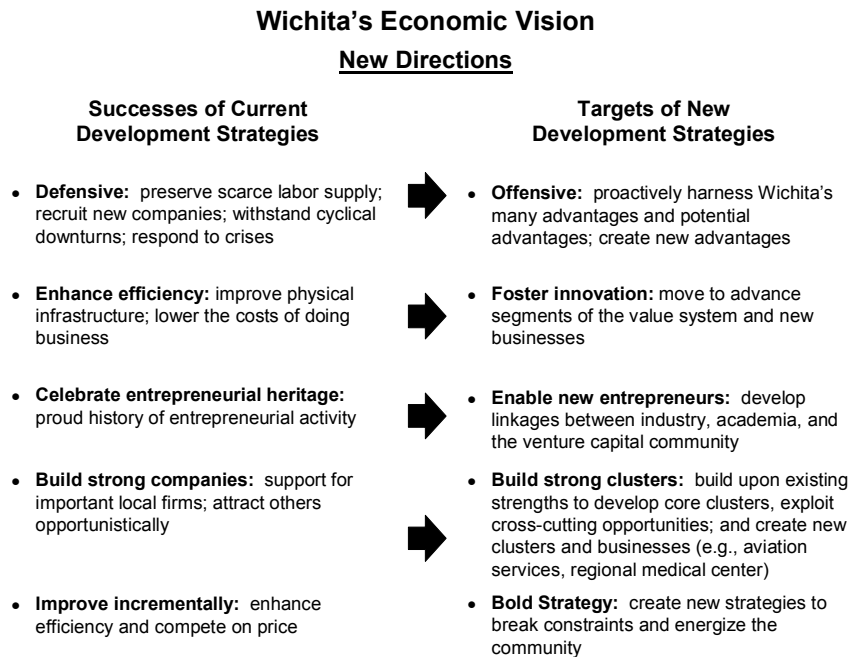 Wichita's Economic Vision
New Directions
Successes of Current
Development Strategies
• Defensive: preserve scarce labor supply;
recruit new companies; withstand cyclical
downturns; respond to crises
• Enhance efficiency: improve physical
infrastructure; lower the costs of doing
business
• Celebrate entrepreneurial heritage:
proud history of entrepreneurial activity
• Build strong companies: support for
important local firms; attract others
opportunistically
• Improve incrementally: enhance
efficiency and compete on price
Targets of New
Development Strategies
• Offensive: proactively harness Wichita's
many advantages and potential
advantages; create new advantages
• Foster innovation: move to advance
segments of the value system and new
businesses
• Enable new entrepreneurs: develop
linkages between industry, academia, and
the venture capital community
• Build strong clusters: build upon existing
strengths to develop core clusters, exploit
cross-cutting opportunities; and create new
clusters and businesses (e.g., aviation
services, regional medical center)
• Bold Strategy: create new strategies to
break constraints and energize the
community